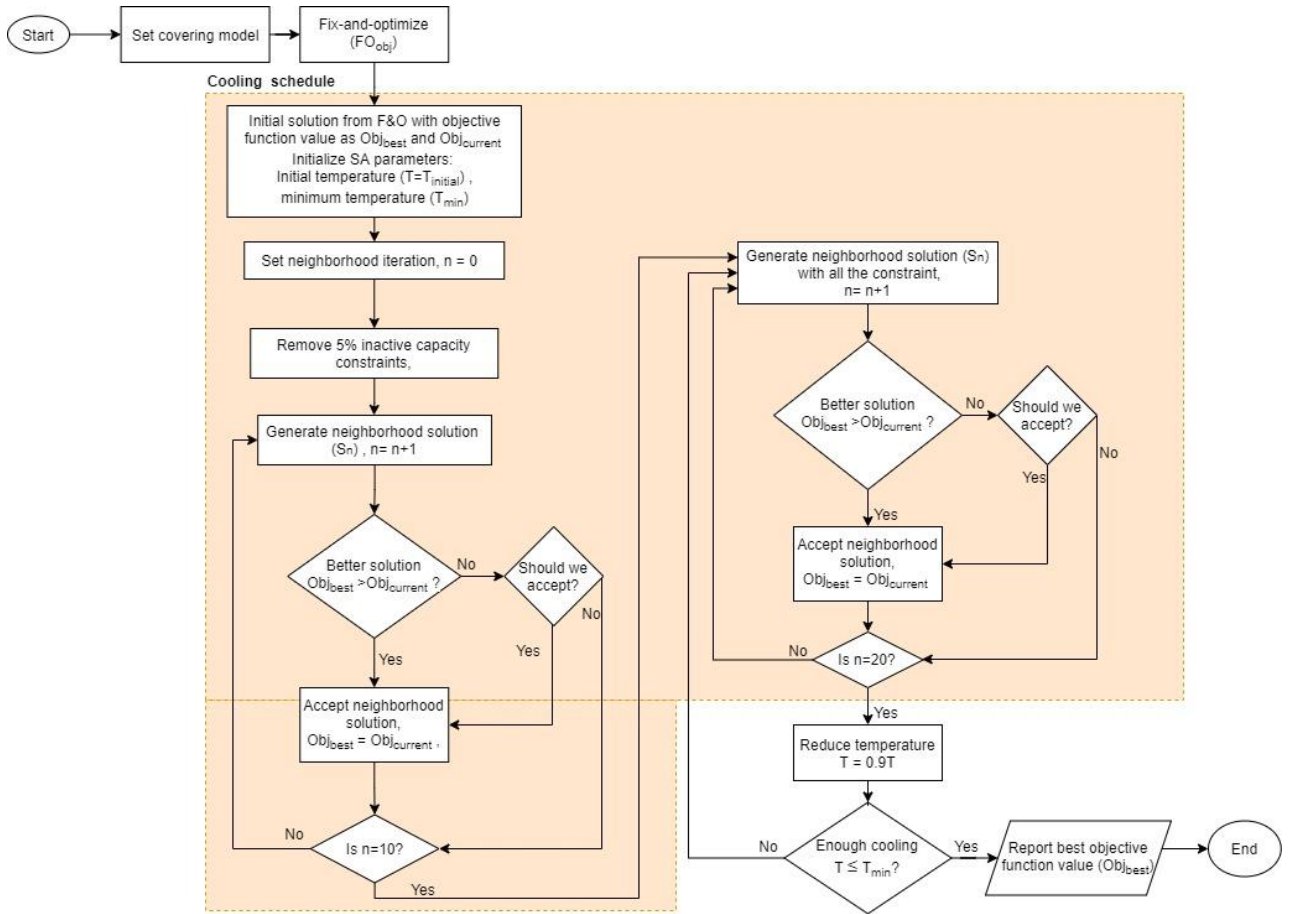 Start
Set covering model
Fix-and-optimize
(FOobj)
Cooling schedule
Initial solution from F&O with objective
function value as Objbest and Objcurrent
Initialize SA parameters:
Initial temperature (T=Tinitial) ,
minimum temperature (Tmin)
Set neighborhood iteration, n = 0
Remove 5% inactive capacity
constraints,
Generate neighborhood solution
(Sn) , n= n+1
Better solution
Objbest >Objcurrent ?
No
Should we
accept?
No
Yes
Yes
Accept neighborhood
solution,
Objbest = Objcurrent ,
No
Is n=10?
Yes
Generate neighborhood solution (Sn)
with all the constraint,
n= n+1
Better solution
Objbest >Objcurrent ?
No
Should we
accept?
No
Yes
Yes
Accept neighborhood
solution,
Objbest = Objcurrent
No
Is n=20?
Yes
Reduce temperature
T = 0.9T
No
Enough cooling
T ≤ Tmin?
Yes
Report best objective
function value (Objbest)
End